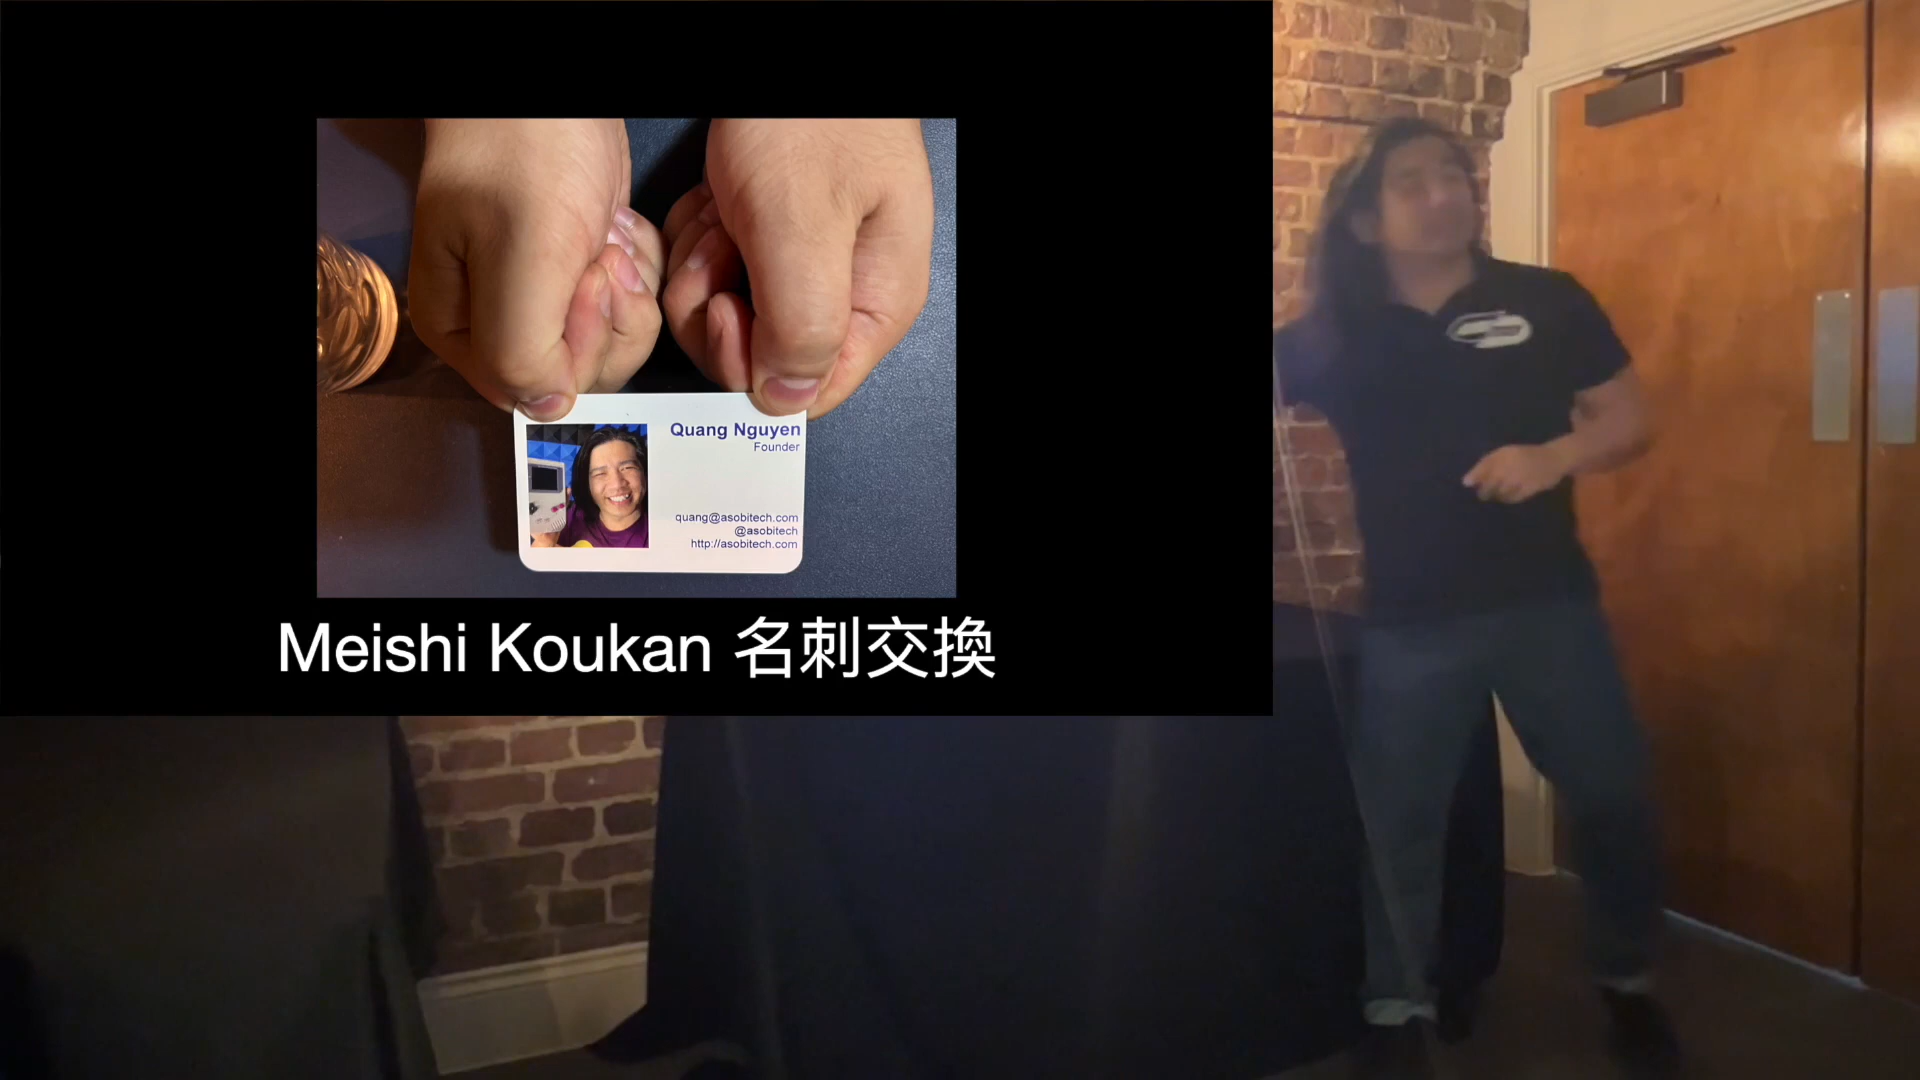 Quang Nguyen
Founder
quang@asobitech.com
@asobitech
http://asobitech.com
Meishi Koukan 名刺交換